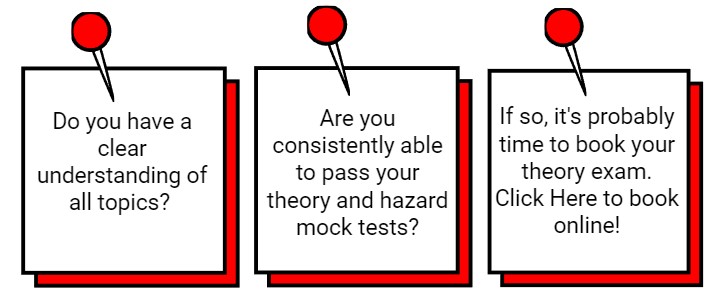 Do you have a
clear
understanding of
all topics?
Are you
consistently able
to pass your
theory and hazard
mock tests?
If so, it's probably
time to book your
theory exam.
Click Here to book
online!